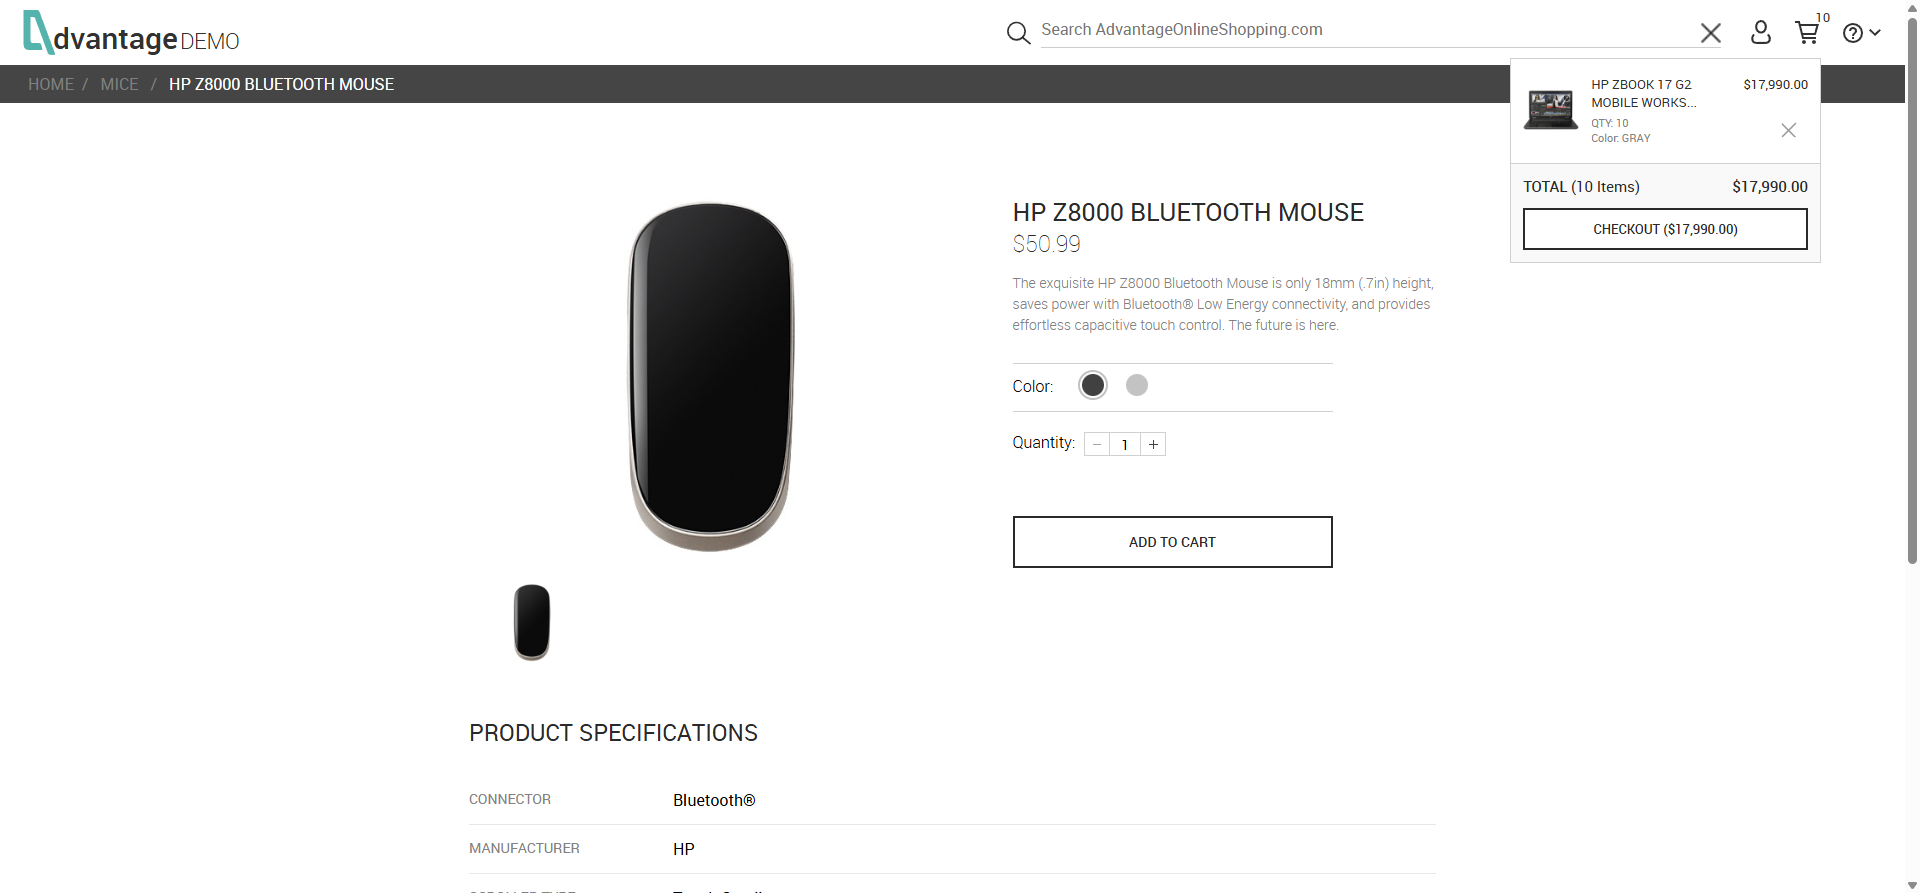 dvantage DEMO
Search AdvantageOnlineShopping.com
10
HOME / MICE / HP Z8000 BLUETOOTH MOUSE
HP ZBOOK 17 G2 $17,990.00
MOBILE WORKS...
QTY: 10
Color: GRAY
TOTAL (10 Items) $17,990.00
CHECKOUT ($17,990.00)
HP Z8000 BLUETOOTH MOUSE
$50.99
The exquisite HP Z8000 Bluetooth Mouse is only 18mm (.7in) height,
saves power with Bluetooth® Low Energy connectivity, and provides
effortless capacitive touch control. The future is here.
Color:
Quantity: − 1 +
ADD TO CART
PRODUCT SPECIFICATIONS
CONNECTOR Bluetooth®
MANUFACTURER HP